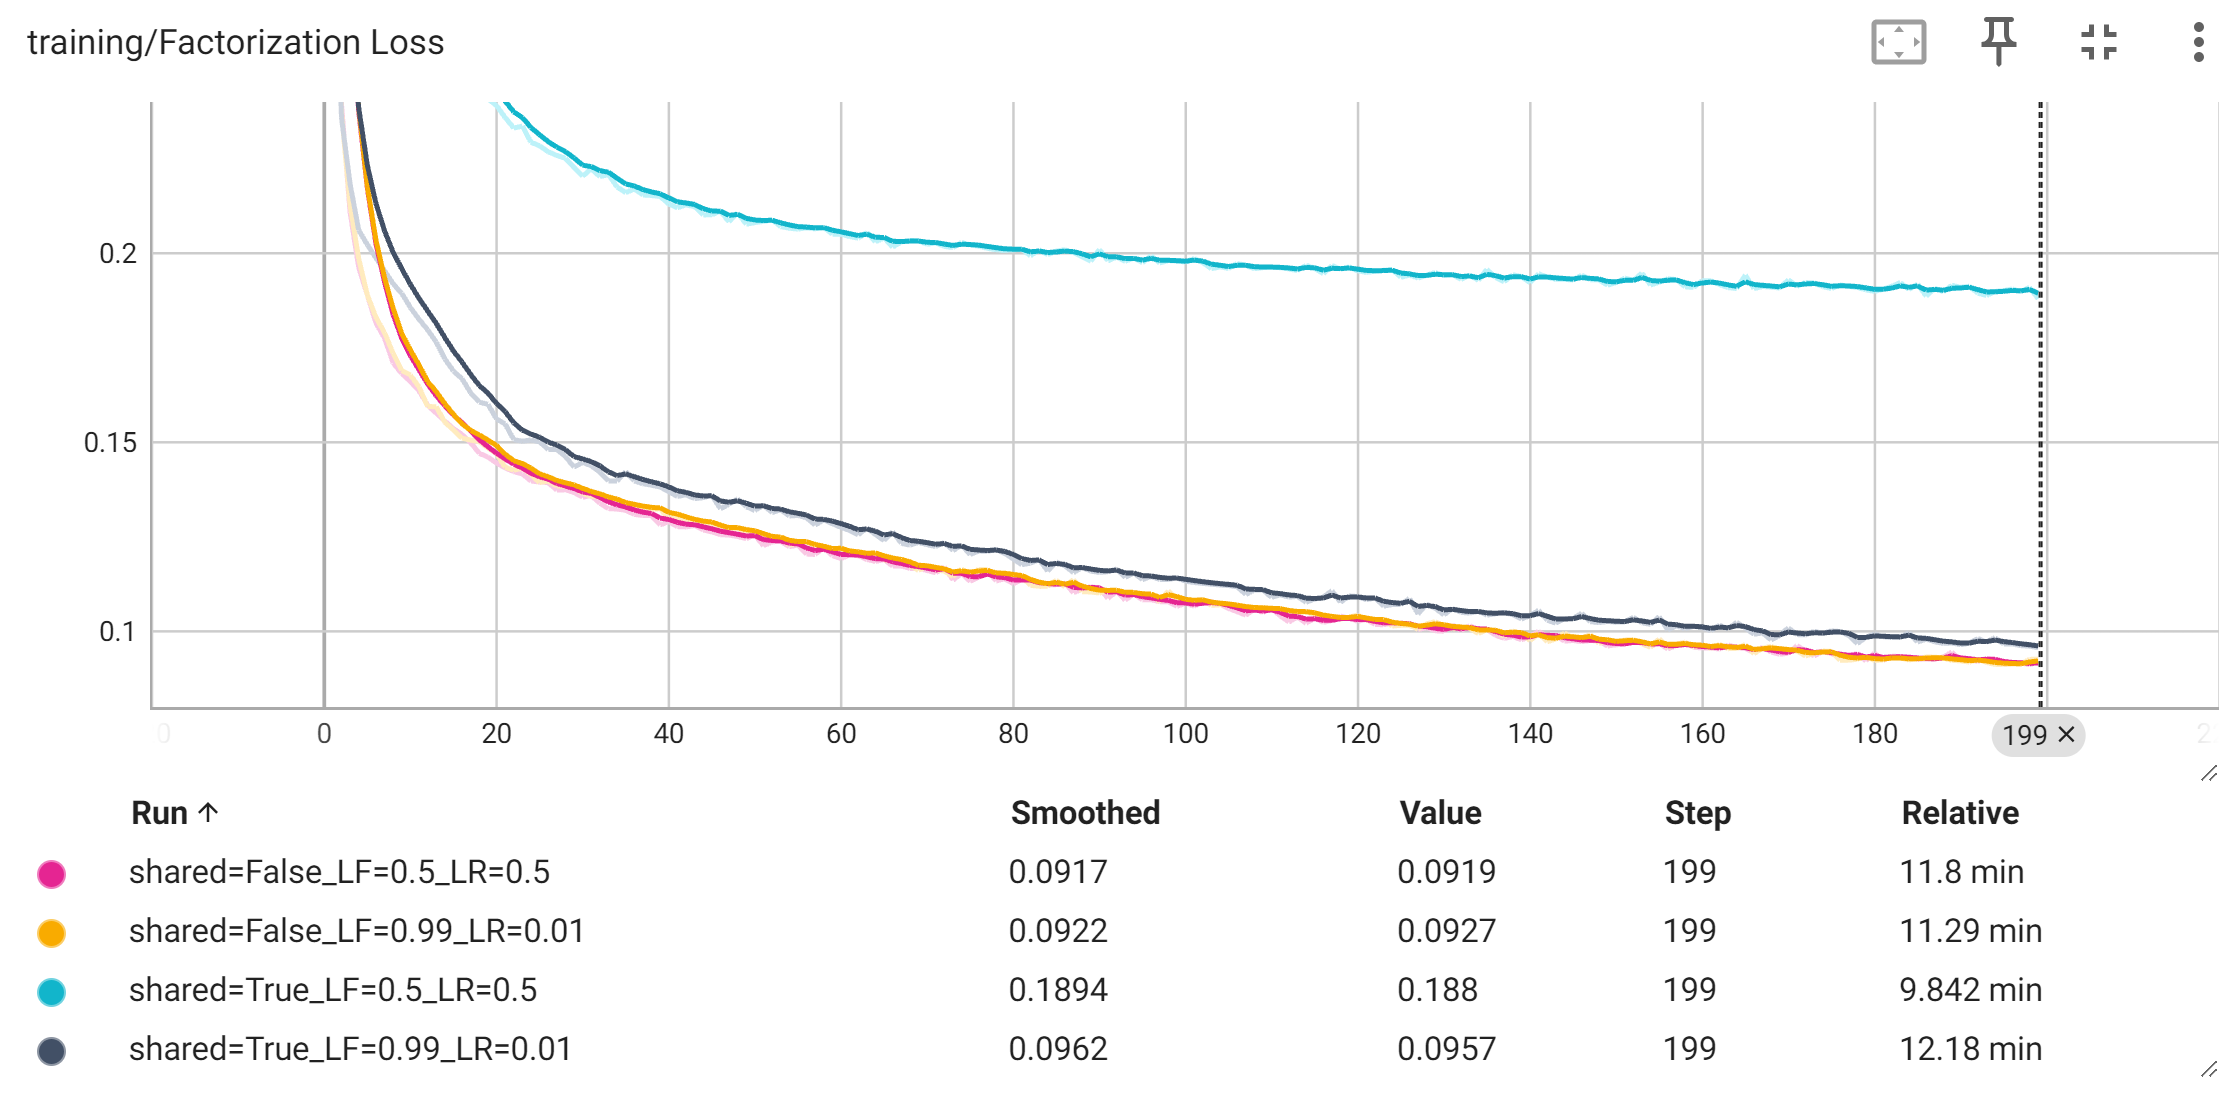 training/Factorization Loss
0.2
0.15
0.1
0 0 20 40 60 80 100 120 140 160 180 199 × 2
Run ↑ Smoothed Value Step Relative
shared=False_LF=0.5_LR=0.5 0.0917 0.0919 199 11.8 min
shared=False_LF=0.99_LR=0.01 0.0922 0.0927 199 11.29 min
shared=True_LF=0.5_LR=0.5 0.1894 0.188 199 9.842 min
shared=True_LF=0.99_LR=0.01 0.0962 0.0957 199 12.18 min